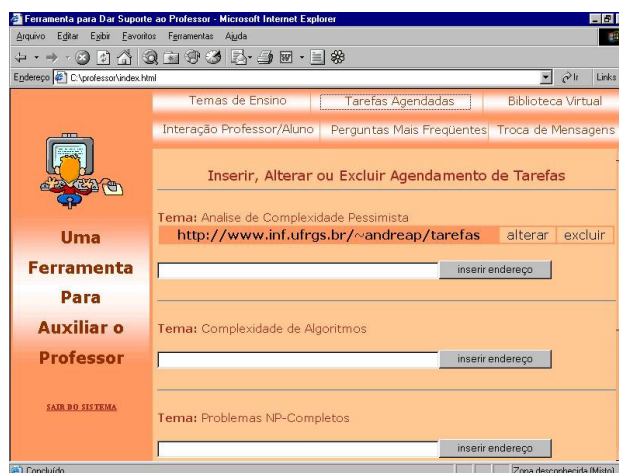 Ferramenta para Dar Suporte ao Professor - Microsoft Internet Explorer
Arquivo Editar Exibir Favoritos Ferramentas Ajuda
Endereço C:\professor\index.html Ir Links
Temas de Ensino Tarefas Agendadas Biblioteca Virtual
Interação Professor/Aluno Perguntas Mais Freqüentes Troca de Mensagens
Inserir, Alterar ou Excluir Agendamento de Tarefas
Tema: Analise de Complexidade Pessimista
http://www.inf.ufrgs.br/~andreap/tarefas alterar excluir
inserir endereço
Uma
Ferramenta
Para
Auxiliar o
Professor
SAIR DO SISTEMA
Tema: Complexidade de Algoritmos
inserir endereço
Tema: Problemas NP-Completos
inserir endereço
Concluído Zona desconhecida (Misto)